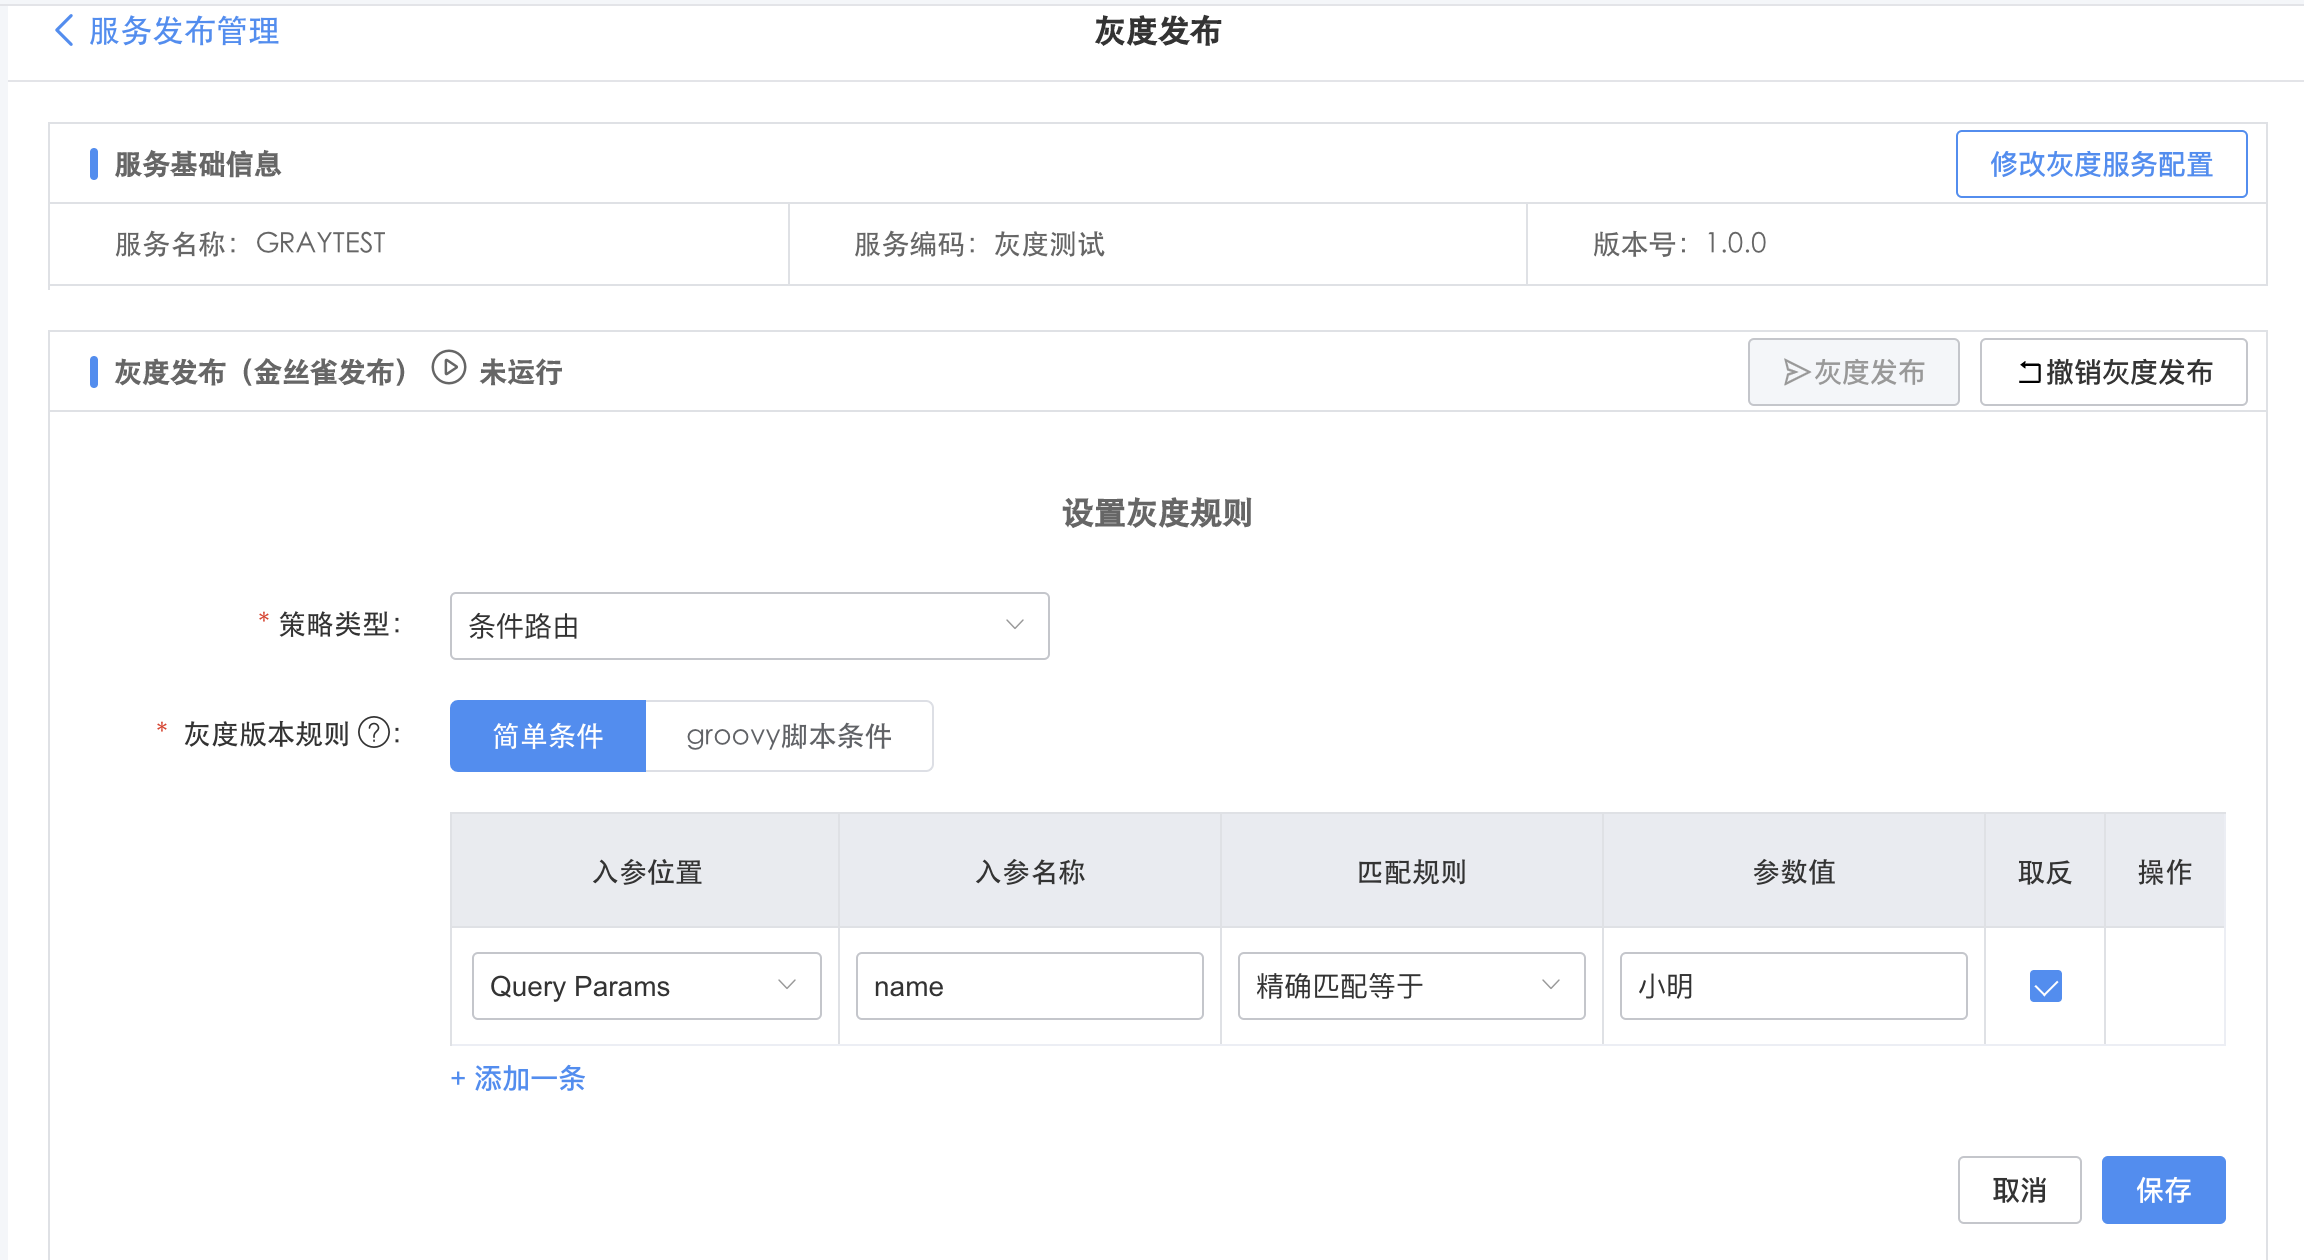 服务发布管理
灰度发布
服务基础信息
修改灰度服务配置
服务名称： GRAYTEST
服务编码： 灰度测试
版本号： 1.0.0
灰度发布（金丝雀发布） 未运行
灰度发布
撤销灰度发布
设置灰度规则
* 策略类型：
条件路由
* 灰度版本规则 ?：
简单条件
groovy脚本条件
入参位置 入参名称 匹配规则 参数值 取反 操作
Query Params name 精确匹配等于 小明
+ 添加一条
取消
保存